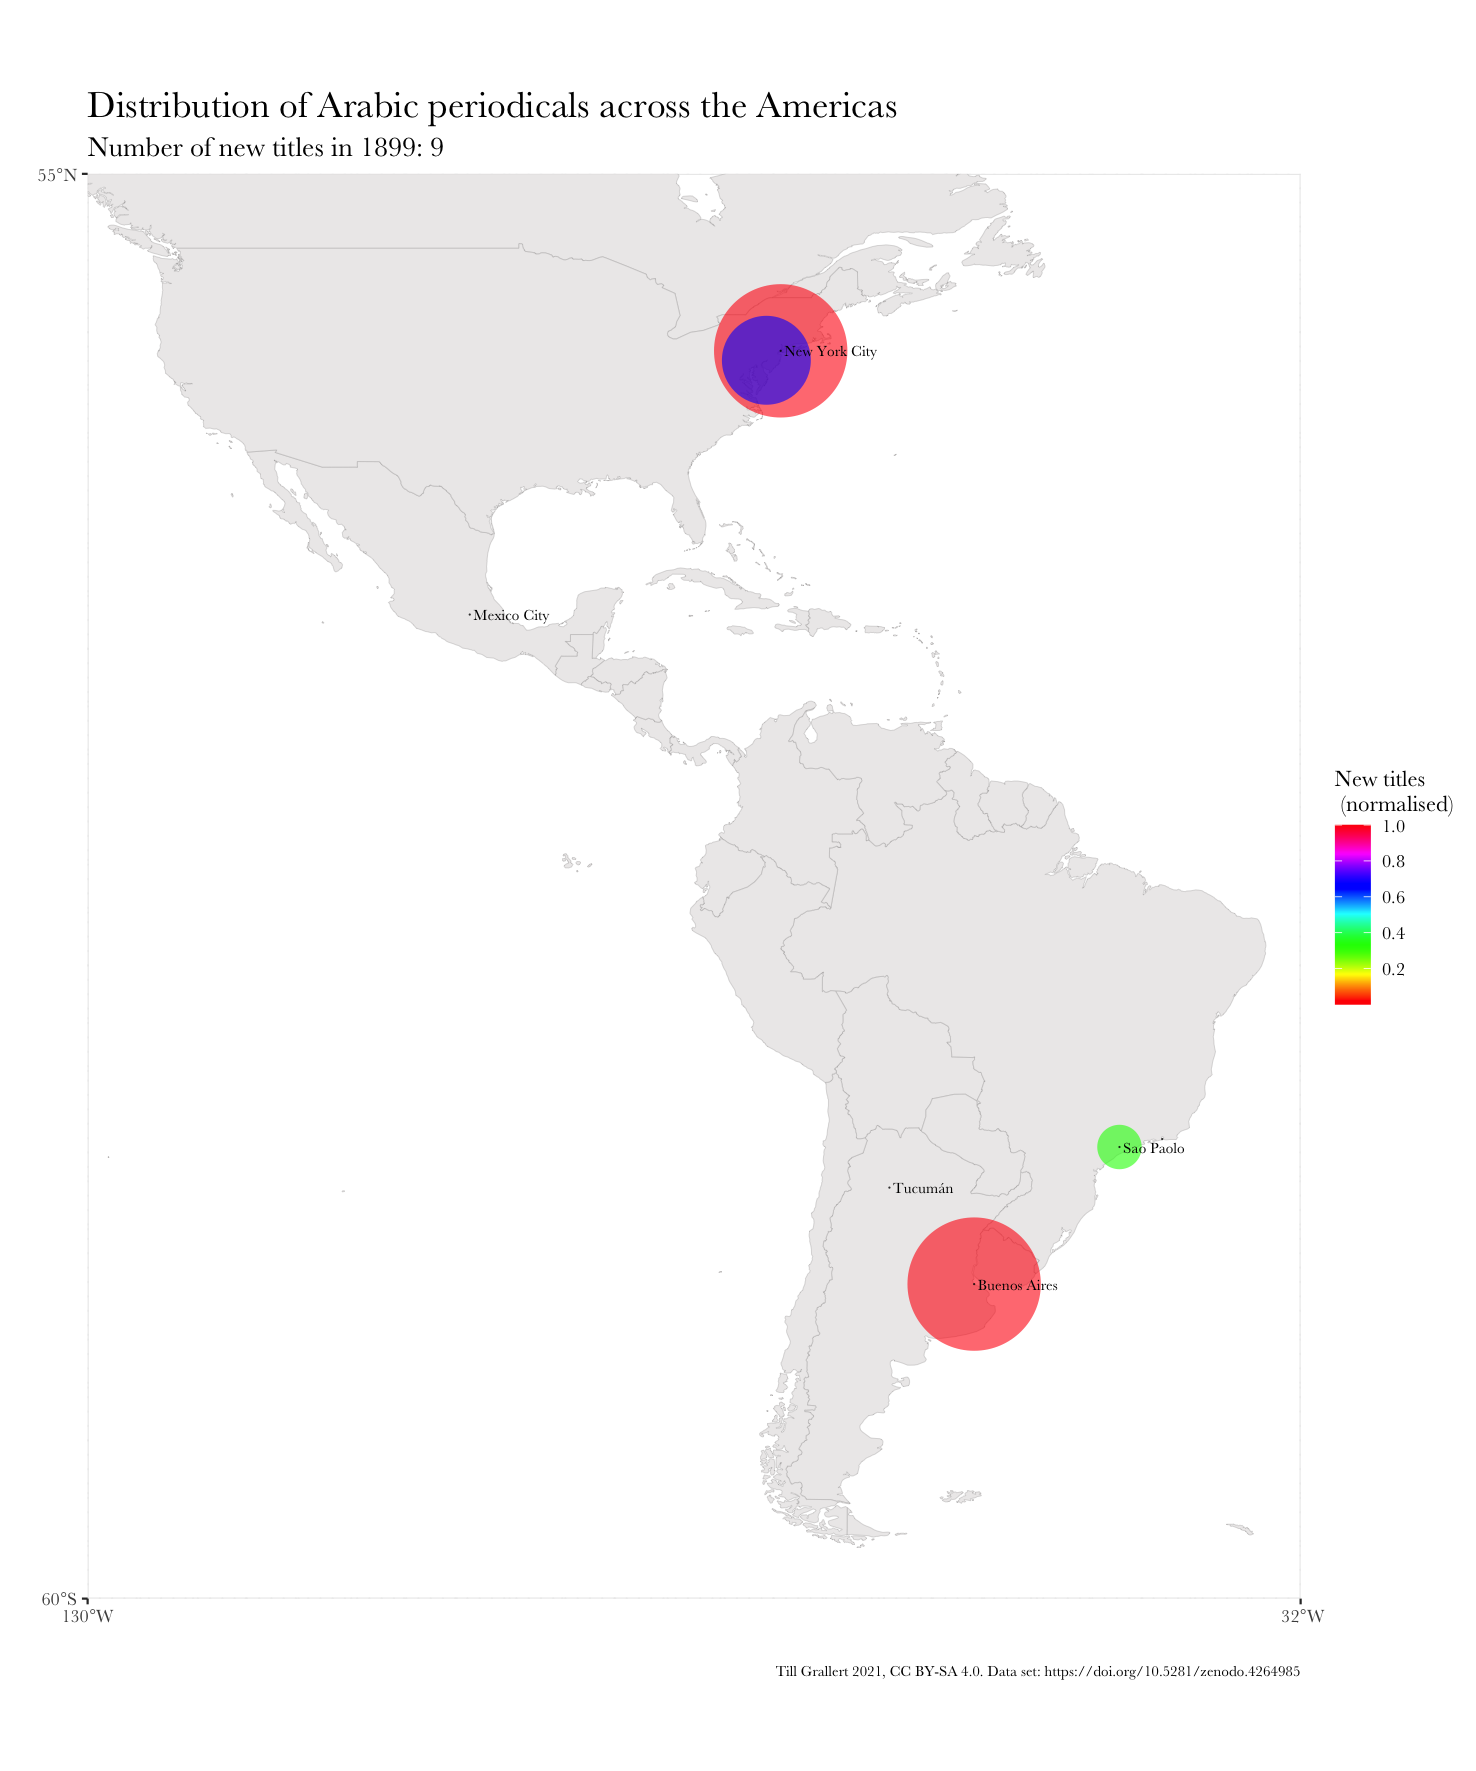 Distribution of Arabic periodicals across the Americas
Number of new titles in 1899: 9
55°N
New York City
Mexico City
New titles
(normalised)
1.0
0.8
0.6
0.4
0.2
Sao Paolo
Tucumán
Buenos Aires
60°S
130°W
32°W
Till Grallert 2021, CC BY-SA 4.0. Data set: https://doi.org/10.5281/zenodo.4264985